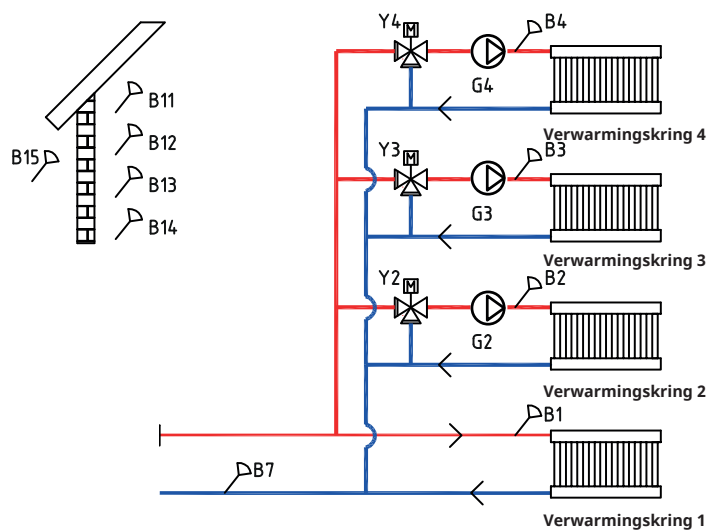 Y4
M
B4
G4
B11
B12
B15
B13
B14
Verwarmingskring 4
Y3
M
B3
G3
Verwarmingskring 3
Y2
M
B2
G2
Verwarmingskring 2
B1
B7
Verwarmingskring 1